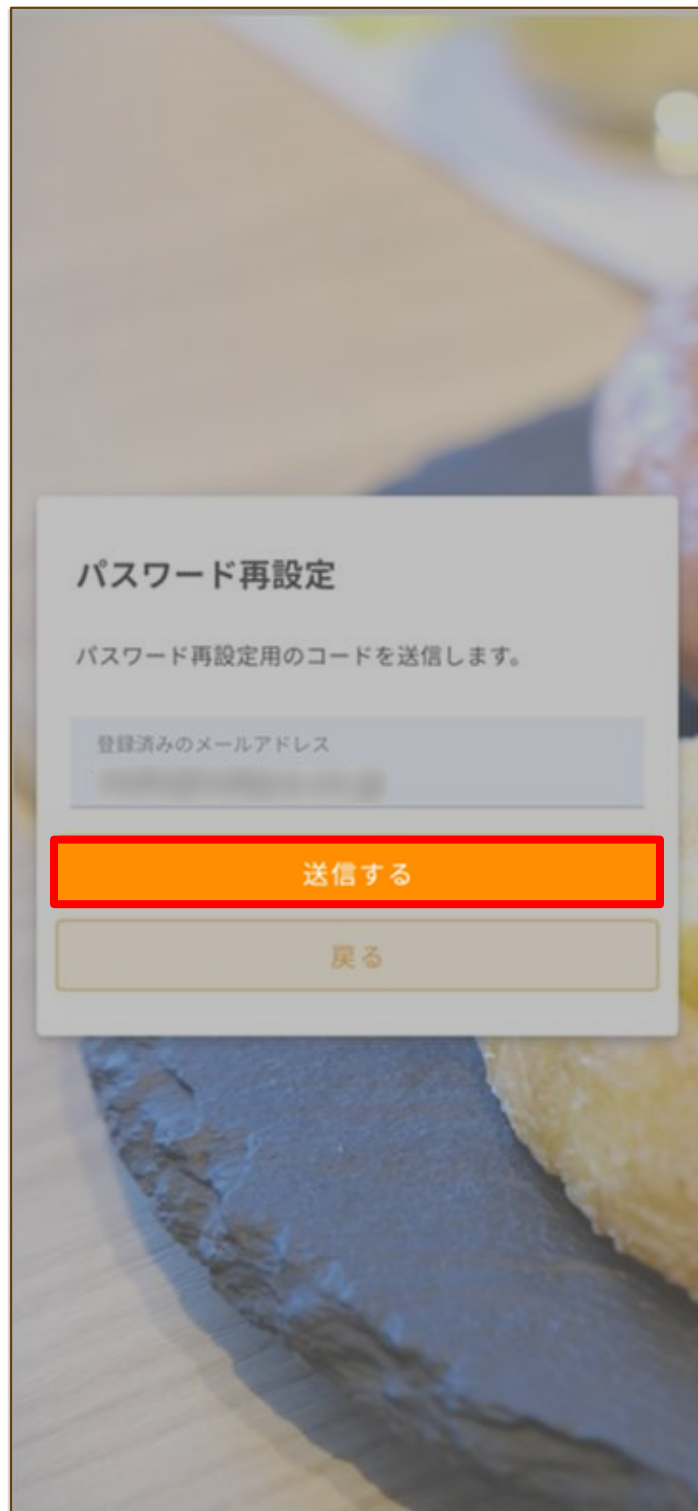 パスワード再設定
パスワード再設定用のコードを送信します。
登録済みのメールアドレス
送信する
戻る